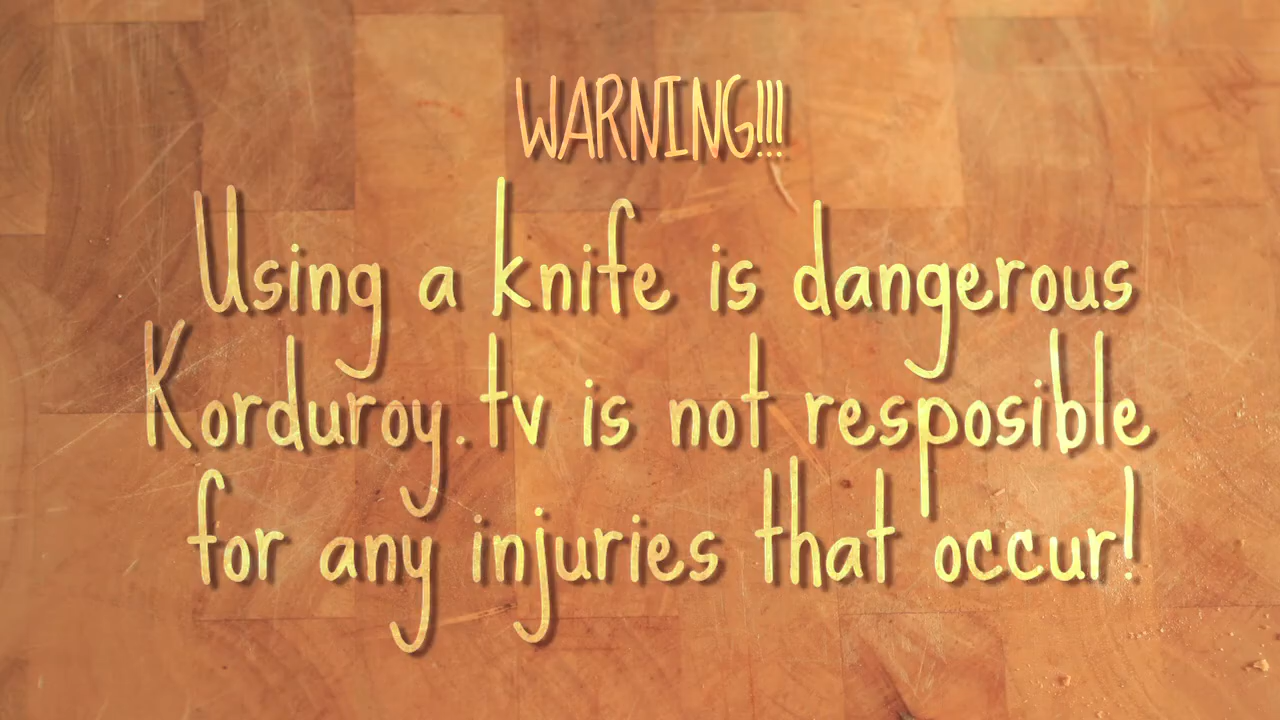 WARNING!!!
Using a knife is dangerous
Korduroy.tv is not resposible
for any injuries that occur!